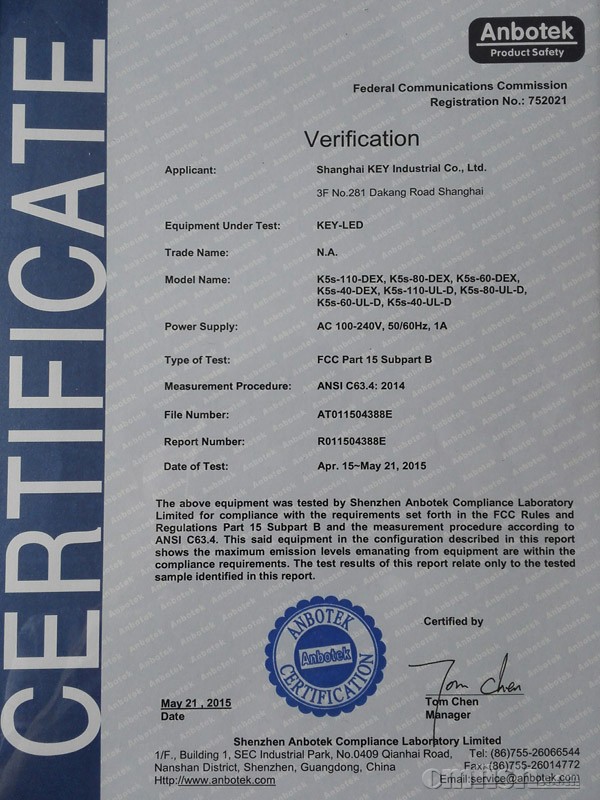 CERTIFICATE
Anbotek
Product Safety
Federal Communications Commission
Registration No.: 752021
Verification
Applicant: Shanghai KEY Industrial Co., Ltd.
3F No.281 Dakang Road Shanghai
Equipment Under Test: KEY-LED
Trade Name: N.A.
Model Name: K5s-110-DEX, K5s-80-DEX, K5s-60-DEX,
K5s-40-DEX, K5s-110-UL-D, K5s-80-UL-D,
K5s-60-UL-D, K5s-40-UL-D
Power Supply: AC 100-240V, 50/60Hz, 1A
Type of Test: FCC Part 15 Subpart B
Measurement Procedure: ANSI C63.4: 2014
File Number: AT011504388E
Report Number: R011504388E
Date of Test: Apr. 15~May 21, 2015
The above equipment was tested by Shenzhen Anbotek Compliance Laboratory
Limited for compliance with the requirements set forth in the FCC Rules and
Regulations Part 15 Subpart B and the measurement procedure according to
ANSI C63.4. This said equipment in the configuration described in this report
shows the maximum emission levels emanating from equipment are within the
compliance requirements. The test results of this report relate only to the tested
sample identified in this report.
ANBOTEK
Anbotek
CERTIFICATION
Certified by
Tom Chen
May 21 , 2015
Date
Tom Chen
Manager
Shenzhen Anbotek Compliance Laboratory Limited
1/F., Building 1, SEC Industrial Park, No.0409 Qianhai Road, Tel: (86)755-26066544
Nanshan District, Shenzhen, Guangdong, China Fax: (86)755-26014772
Http://www.anbotek.com Email:service@anbotek.com